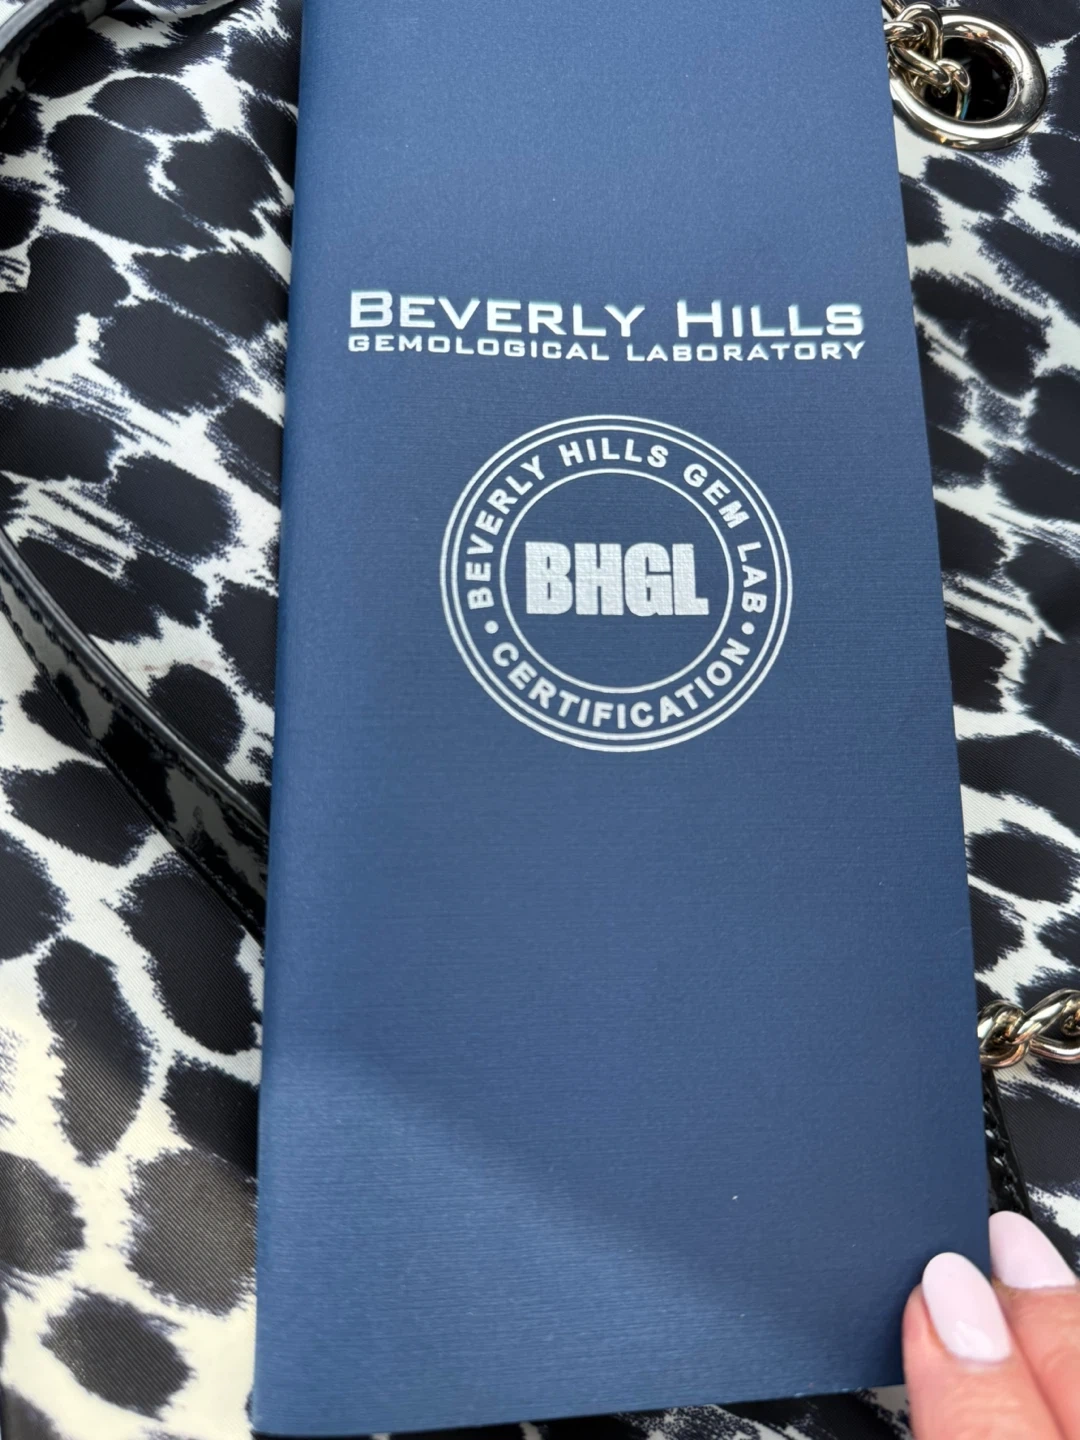 BEVERLY HILLS
GEMOLOGICAL LABORATORY
BEVERLY HILLS GEM LAB
BHGL
• CERTIFICATION •